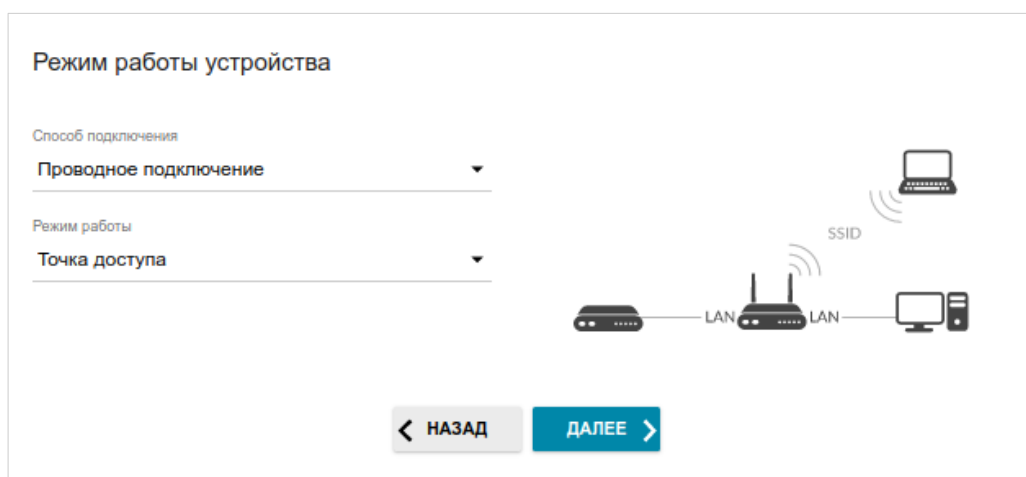 Режим работы устройства
Способ подключения
Проводное подключение
Режим работы
Точка доступа
SSID
LAN
LAN
НАЗАД
ДАЛЕЕ